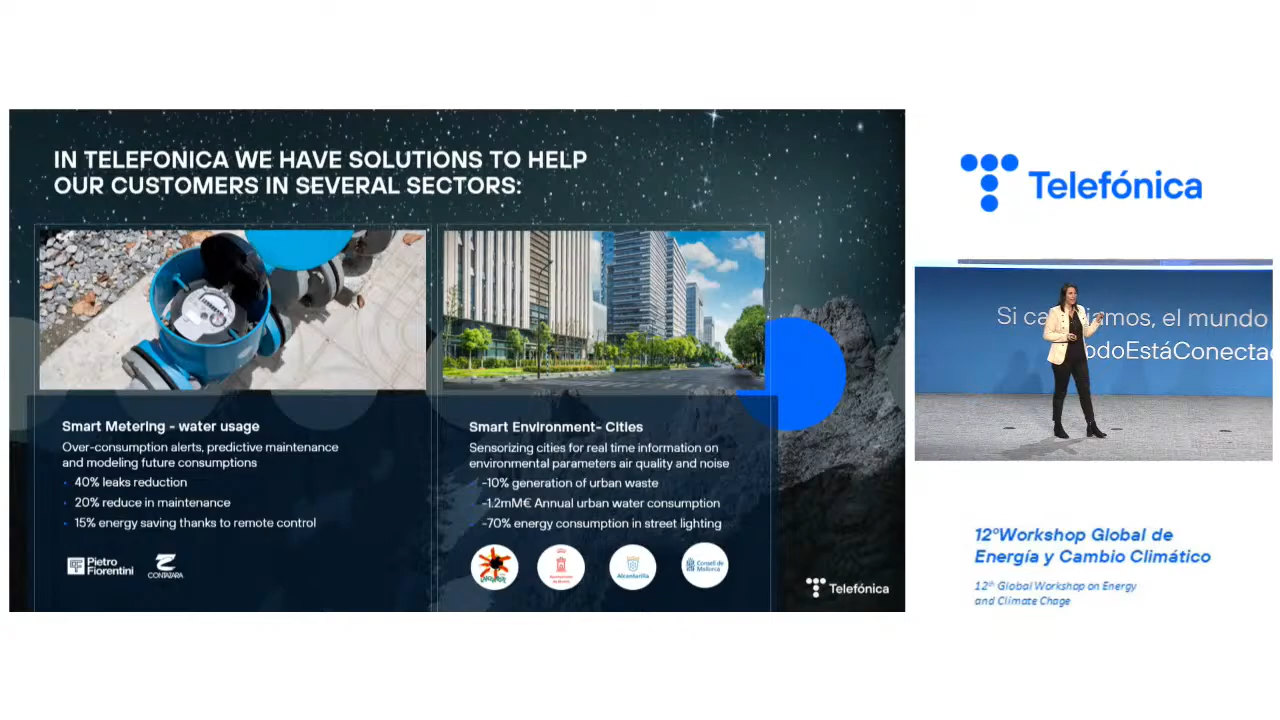 IN TELEFONICA WE HAVE SOLUTIONS TO HELP
OUR CUSTOMERS IN SEVERAL SECTORS:
Smart Metering - water usage
Over-consumption alerts, predictive maintenance
and modeling future consumptions
• 40% leaks reduction
• 20% reduce in maintenance
• 15% energy saving thanks to remote control
Pietro
Fiorentini
CONTAZARA
Smart Environment- Cities
Sensorizing cities for real time information on
environmental parameters air quality and noise
-10% generation of urban waste
-1.2mM€ Annual urban water consumption
-70% energy consumption in street lighting
LANZAROTE
Alcantarilla
Consell de
Mallorca
Telefónica
Telefónica
Si ca iamos, el mundo
odoEstáConecta
12ºWorkshop Global de
Energía y Cambio Climático
12th Global Workshop on Energy
and Climate Chage